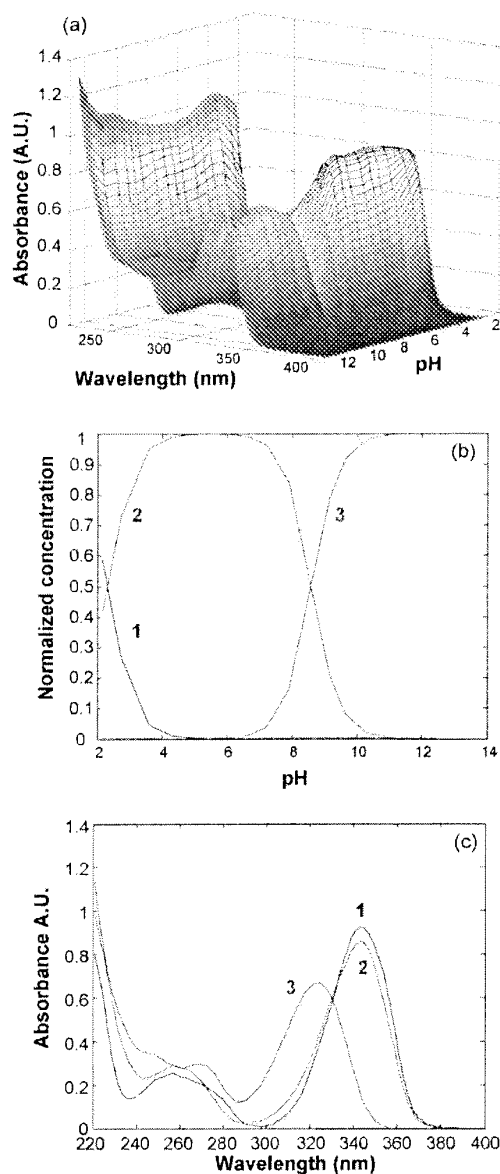 (a)
Absorbance (A.U.)
1.4
1.2
1
0.8
0.6
0.4
0.2
0
250
300
350
400
Wavelength (nm)
12 10 8 6 4 2
pH
(b)
Normalized concentration
1
0.9
0.8
0.7
0.6
0.5
0.4
0.3
0.2
0.1
0
2
3
1
2 4 6 8 10 12 14
pH
(c)
Absorbance A.U.
1.4
1.2
1
0.8
0.6
0.4
0.2
0
1
2
3
220 240 260 280 300 320 340 360 380 400
Wavelength (nm)